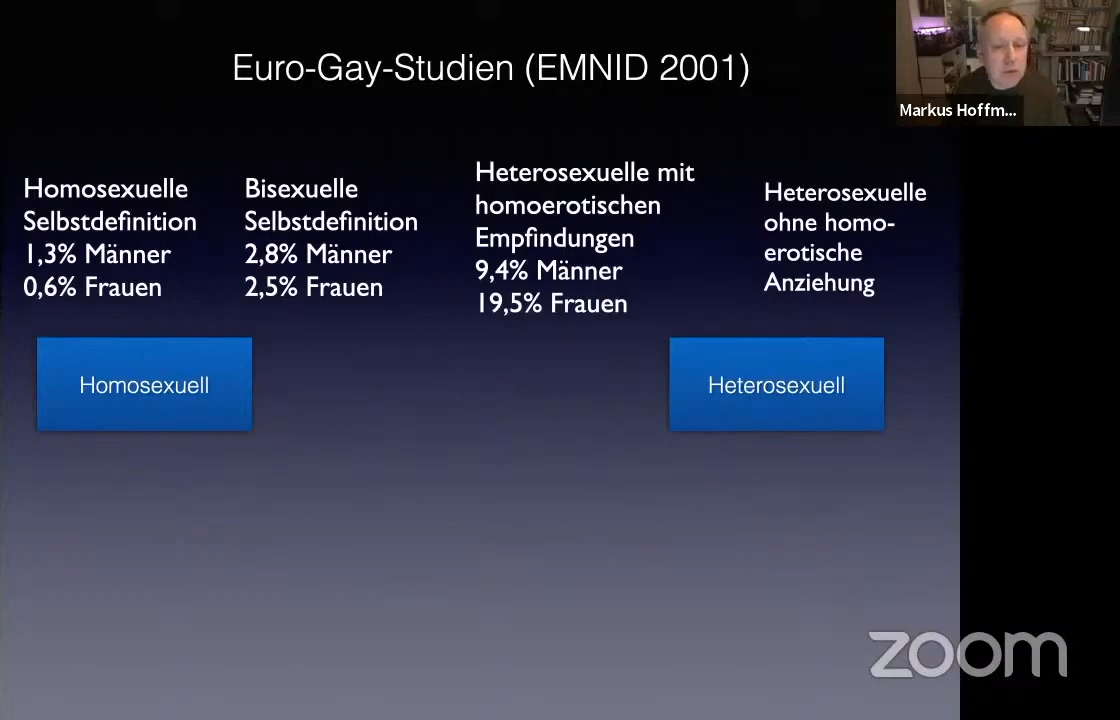 Euro-Gay-Studien (EMNID 2001)
Markus Hoffm...
Homosexuelle
Selbstdefinition
1,3% Männer
0,6% Frauen
Bisexuelle
Selbstdefinition
2,8% Männer
2,5% Frauen
Heterosexuelle mit
homoerotischen
Empfindungen
9,4% Männer
19,5% Frauen
Heterosexuelle
ohne homo-
erotische
Anziehung
Homosexuell
Heterosexuell
zoom